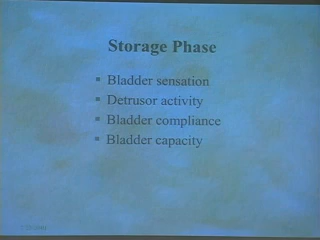 Storage Phase
▪ Bladder sensation
▪ Detrusor activity
▪ Bladder compliance
▪ Bladder capacity